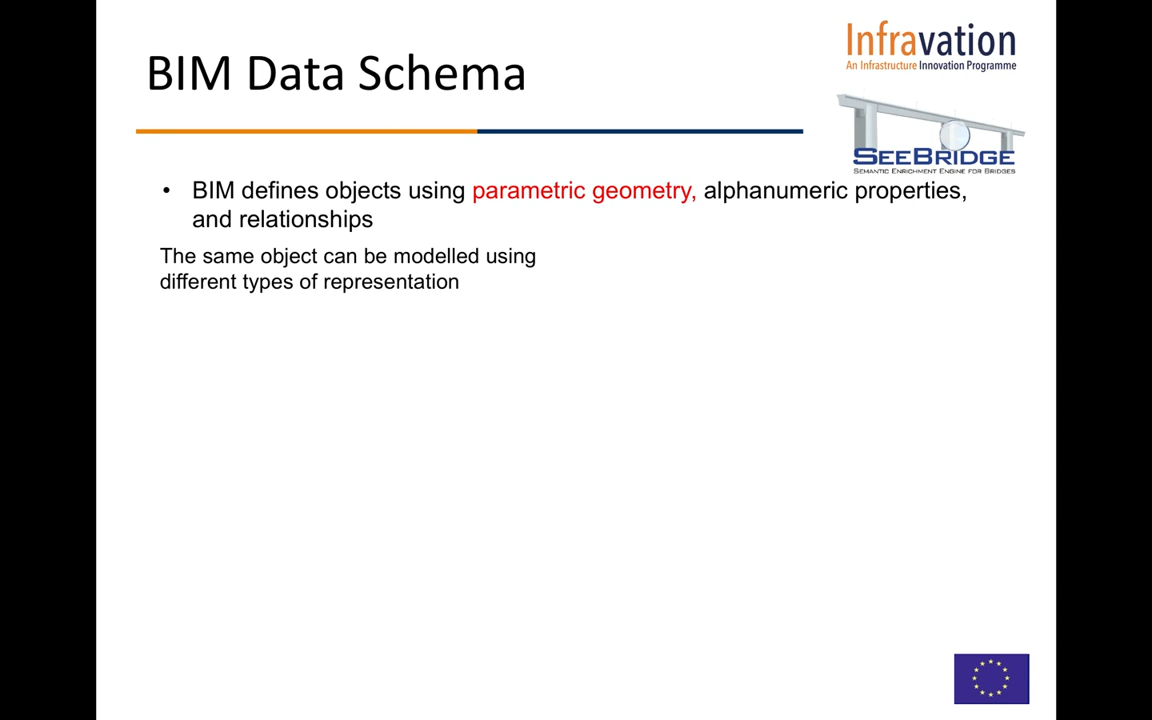 BIM Data Schema
Infravation
An Infrastructure Innovation Programme
SEEBRIDGE
SEMANTIC ENRICHMENT ENGINE FOR BRIDGES
• BIM defines objects using parametric geometry, alphanumeric properties,
and relationships
The same object can be modelled using
different types of representation